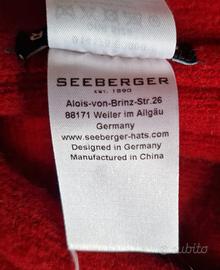 SEEBERGER
EST. 1890
Alois-von-Brinz-Str.26
88171 Weiler im Allgäu
Germany
www.seeberger-hats.com
Designed in Germany
Manufactured in China
subito